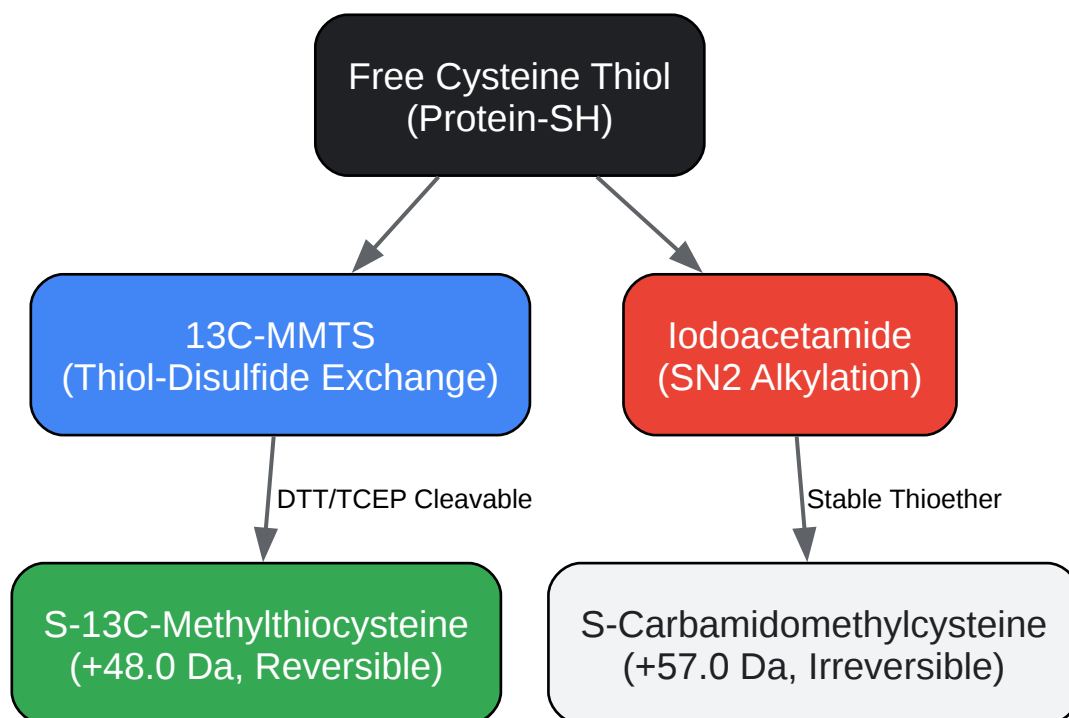 Free Cysteine Thiol
(Protein-SH)
13C-MMTS
(Thiol-Disulfide Exchange)
Iodoacetamide
(SN2 Alkylation)
DTT/TCEP Cleavable
Stable Thioether
S-13C-Methylthiocysteine
(+48.0 Da, Reversible)
S-Carbamidomethylcysteine
(+57.0 Da, Irreversible)